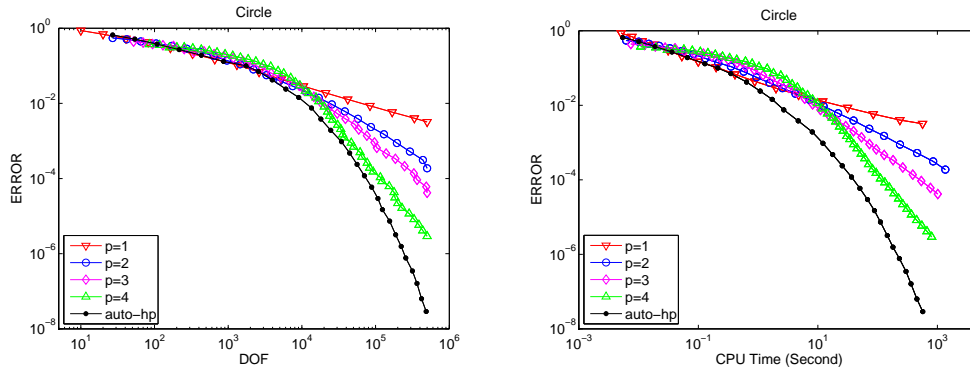 Circle
ERROR
10^0
10^−2
10^−4
10^−6
10^−8
p=1
p=2
p=3
p=4
auto−hp
10^1
10^2
10^3
10^4
10^5
10^6
DOF
Circle
ERROR
10^0
10^−2
10^−4
10^−6
10^−8
p=1
p=2
p=3
p=4
auto−hp
10^−3
10^−1
10^1
10^3
CPU Time (Second)